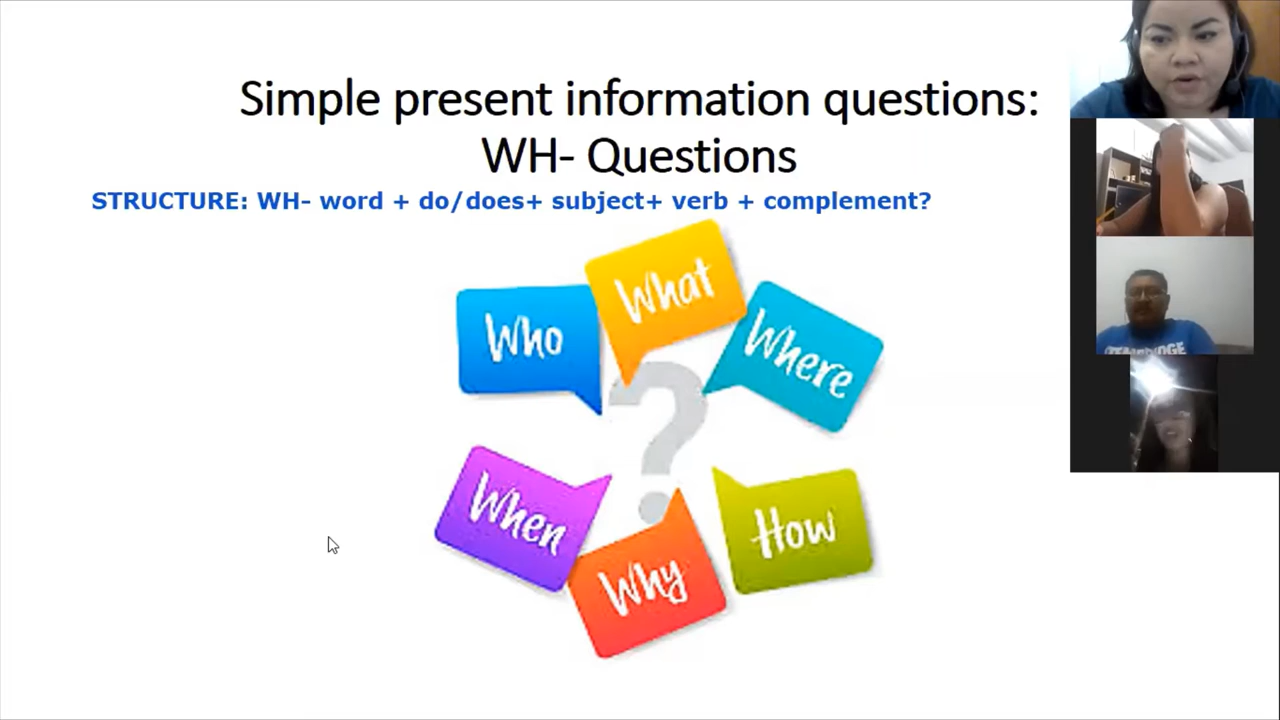 Simple present information questions:
WH- Questions
STRUCTURE: WH- word + do/does+ subject+ verb + complement?
What
Who
Where
When
How
Why